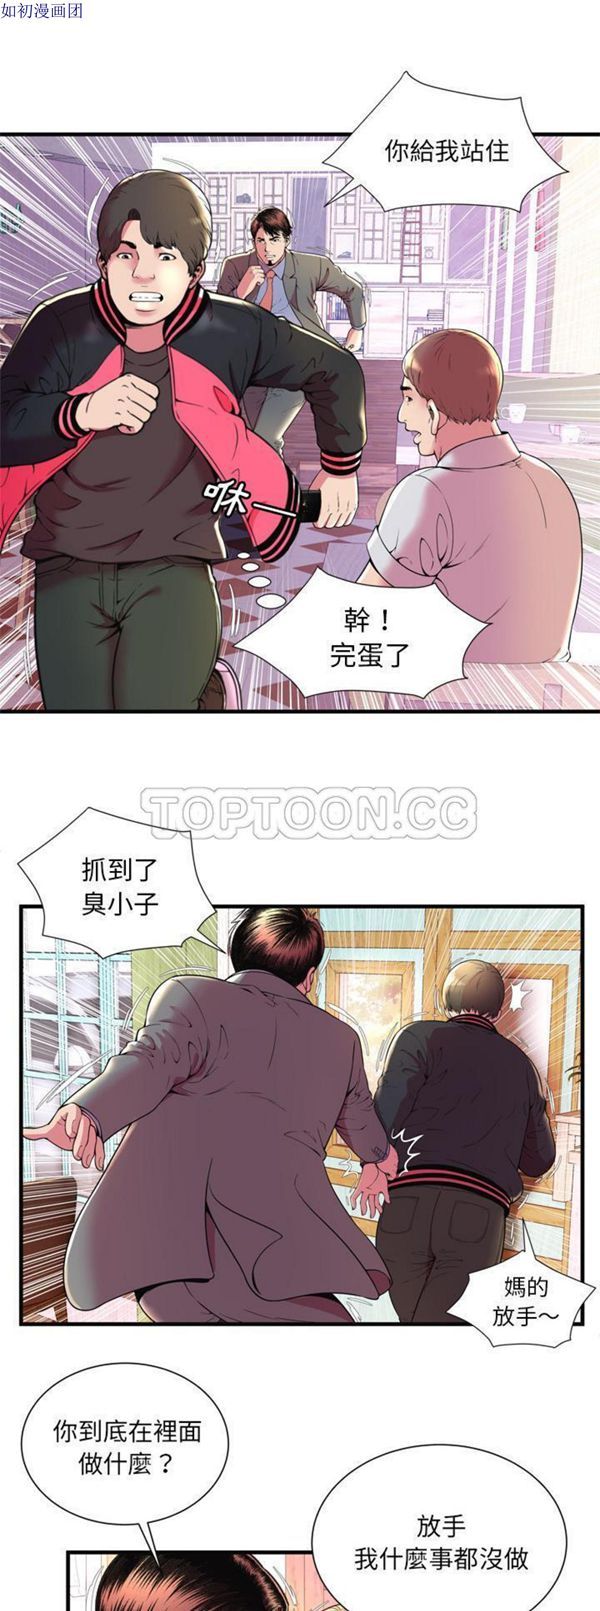 如初漫画团
你給我站住
咻
幹！
完蛋了
TOPTOON.CC
抓到了
臭小子
媽的
放手～
你到底在裡面
做什麼？
放手
我什麼事都沒做